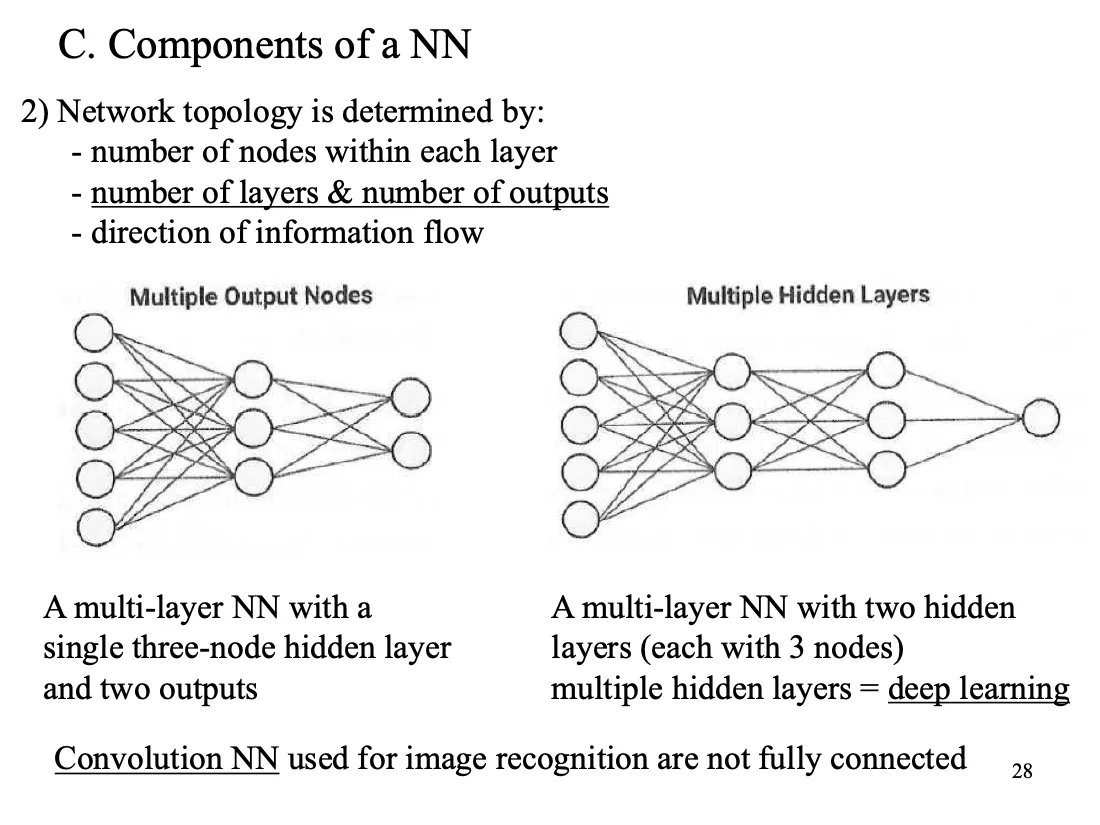 C. Components of a NN
2) Network topology is determined by:
- number of nodes within each layer
- number of layers & number of outputs
- direction of information flow
Multiple Output Nodes
Multiple Hidden Layers
A multi-layer NN with a
single three-node hidden layer
and two outputs
A multi-layer NN with two hidden
layers (each with 3 nodes)
multiple hidden layers = deep learning
Convolution NN used for image recognition are not fully connected
28